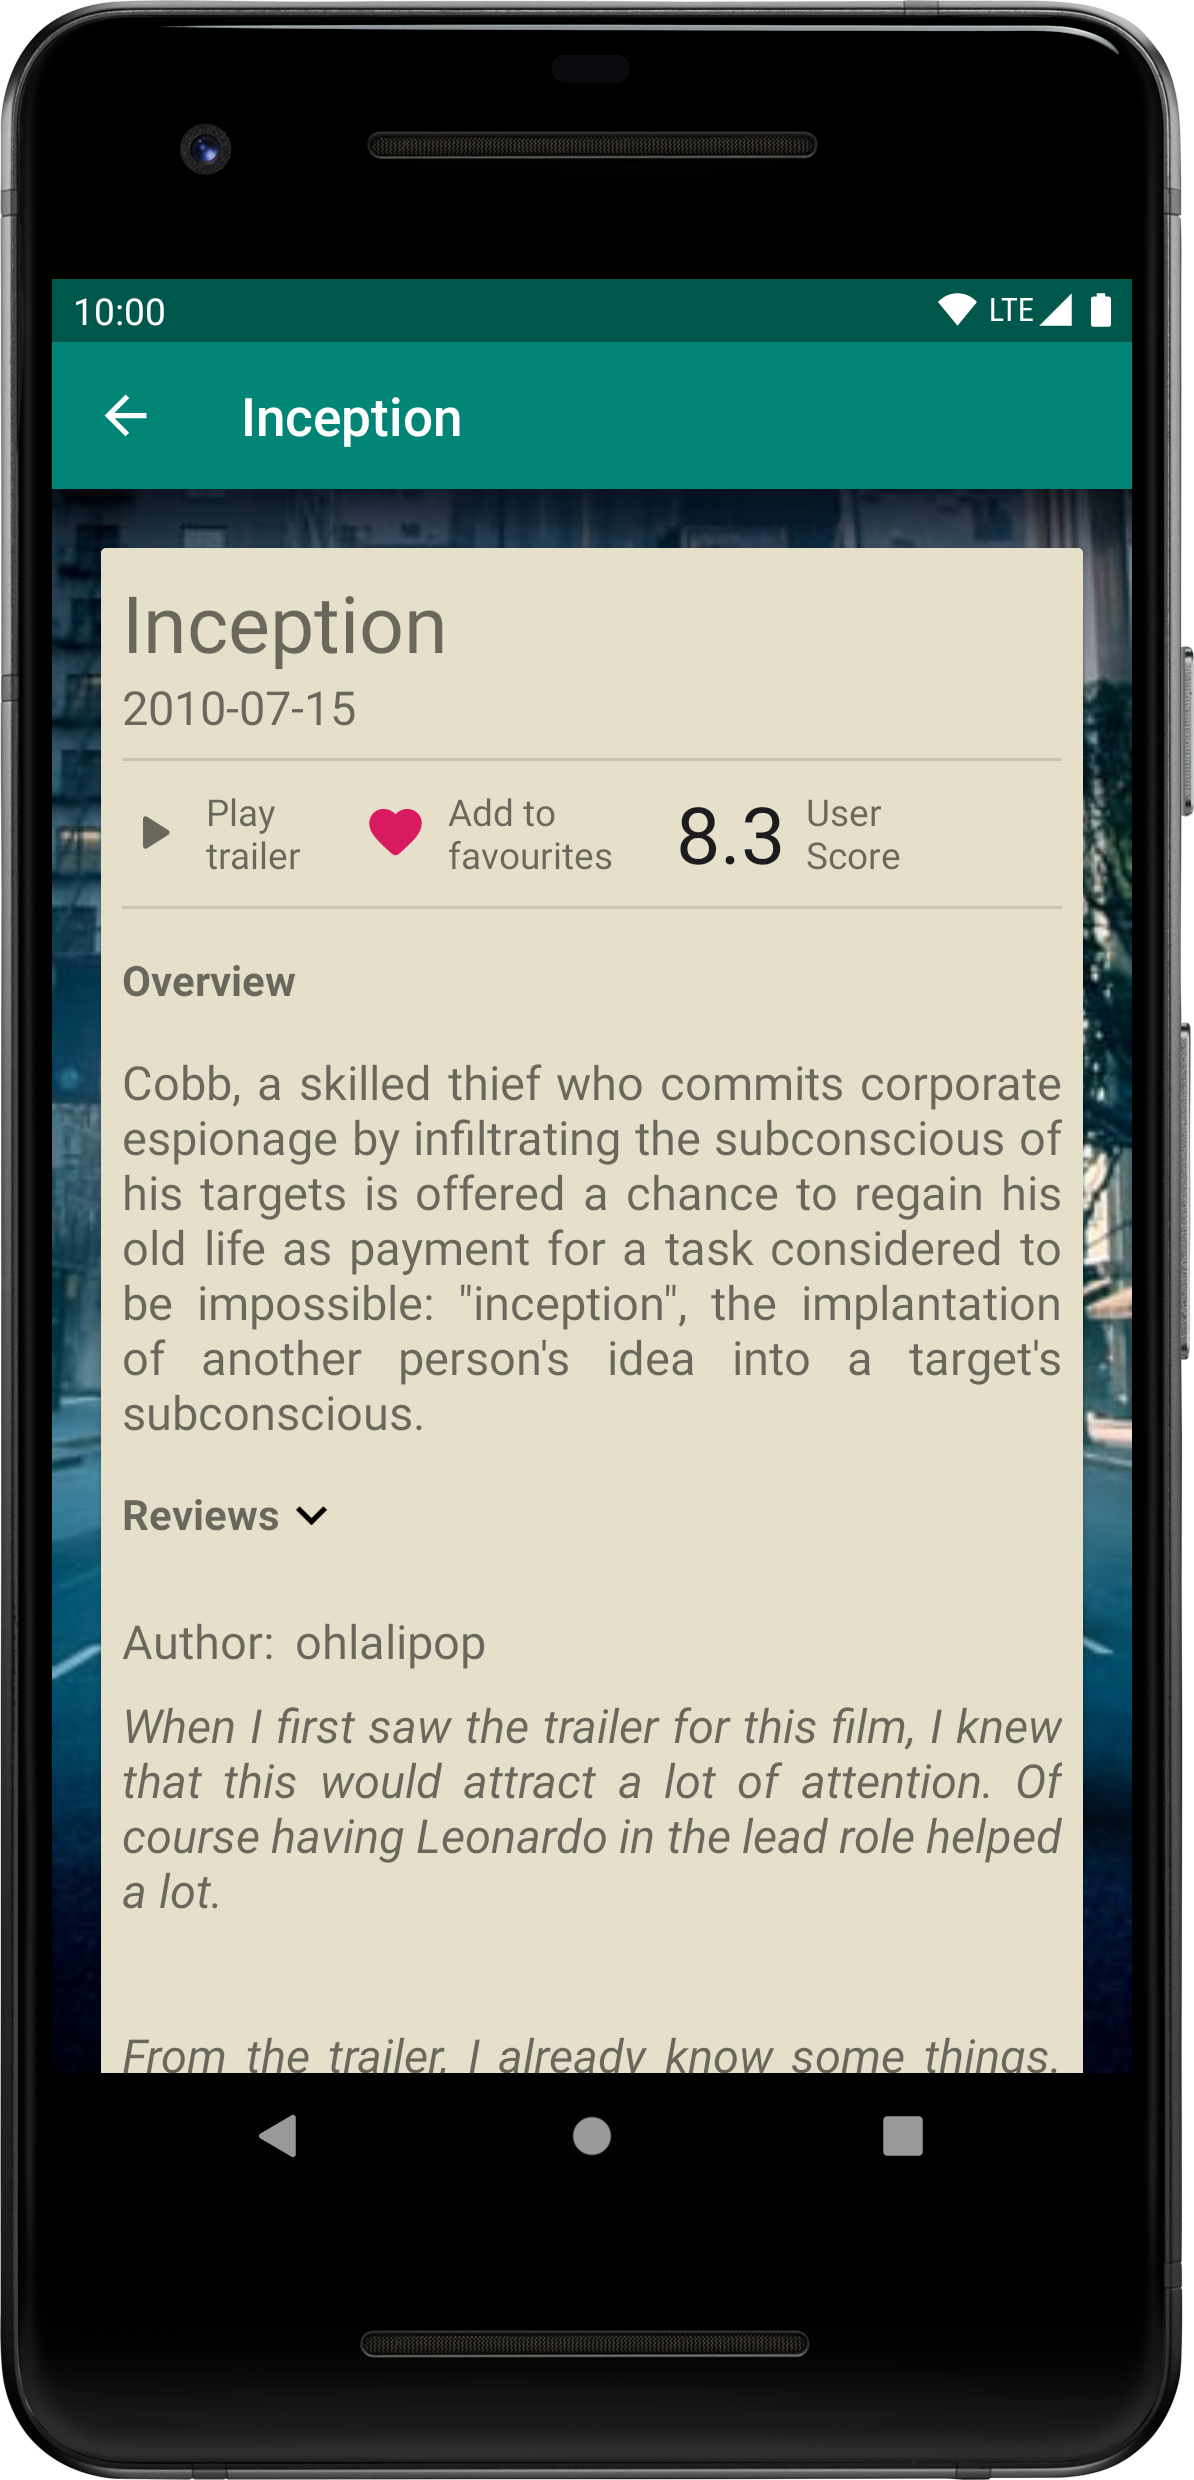 10:00
LTE
Inception
Inception
2010-07-15
Play
trailer
Add to
favourites
8.3
User
Score
Overview
Cobb, a skilled thief who commits corporate
espionage by infiltrating the subconscious of
his targets is offered a chance to regain his
old life as payment for a task considered to
be impossible: "inception", the implantation
of another person's idea into a target's
subconscious.
Reviews
Author: ohlalipop
When I first saw the trailer for this film, I knew
that this would attract a lot of attention. Of
course having Leonardo in the lead role helped
a lot.
From the trailer, I already know some things.